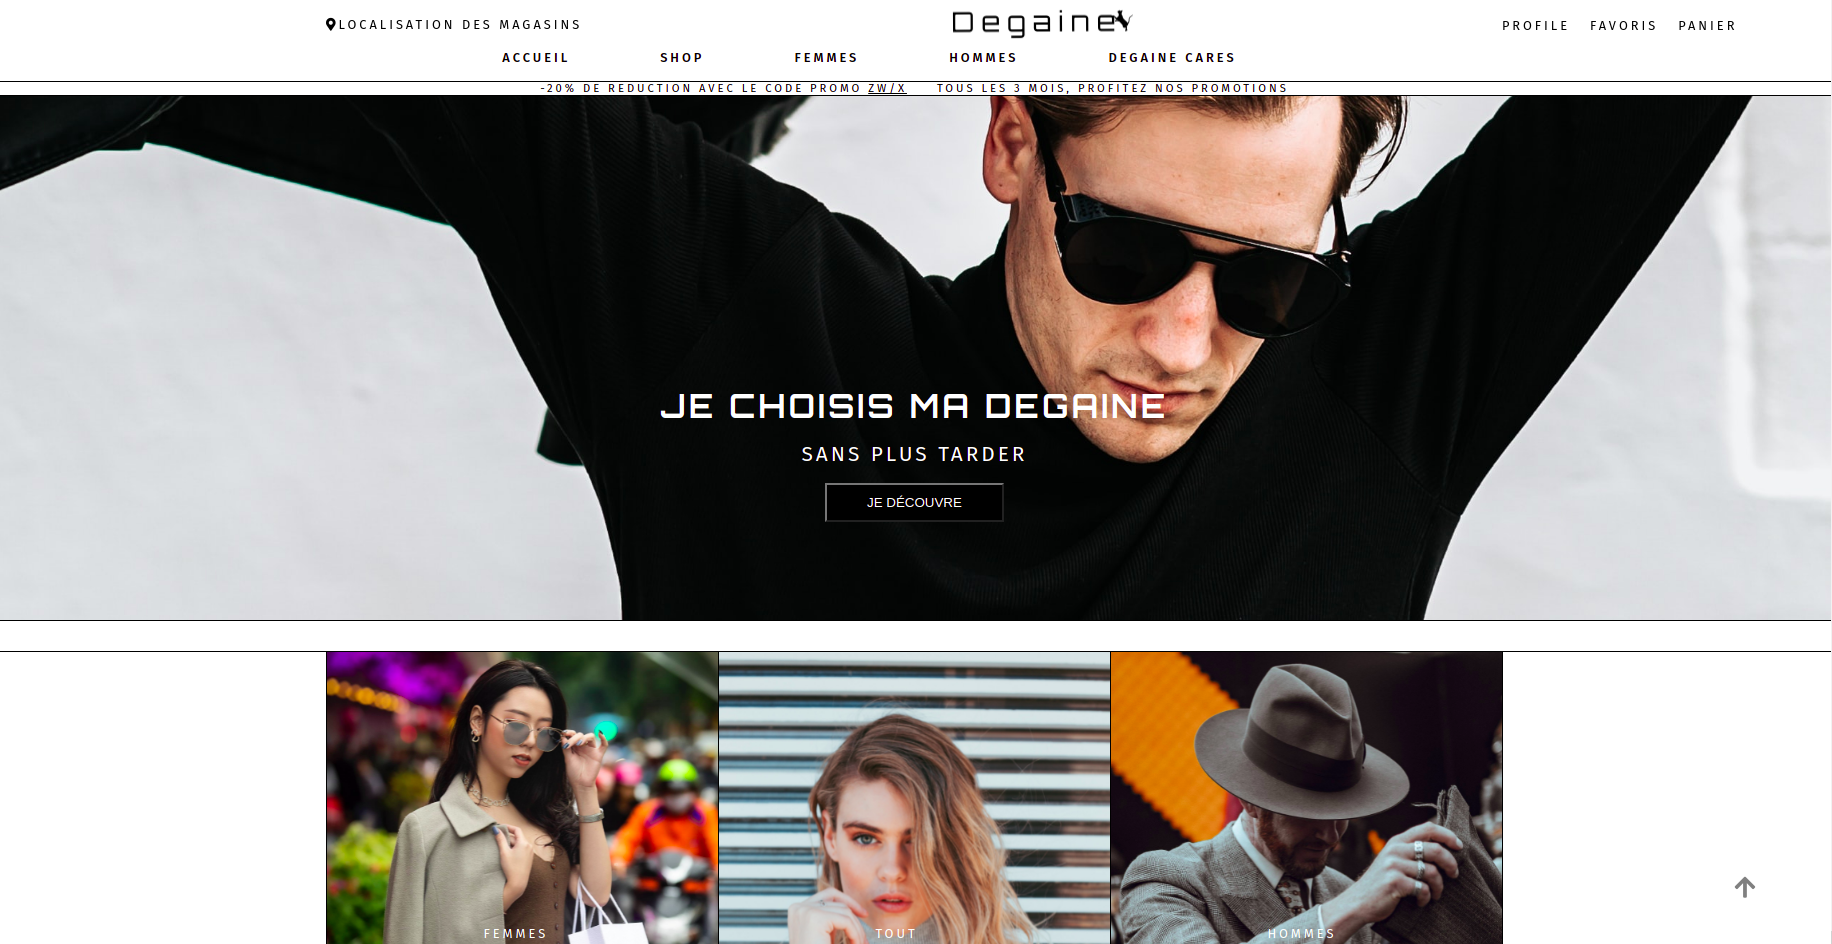 LOCALISATION DES MAGASINS
Degaine
PROFILE FAVORIS PANIER
ACCUEIL SHOP FEMMES HOMMES DEGAINE CARES
-20% DE REDUCTION AVEC LE CODE PROMO ZW/X TOUS LES 3 MOIS, PROFITEZ NOS PROMOTIONS
JE CHOISIS MA DEGAINE
SANS PLUS TARDER
JE DÉCOUVRE
FEMMES TOUT HOMMES